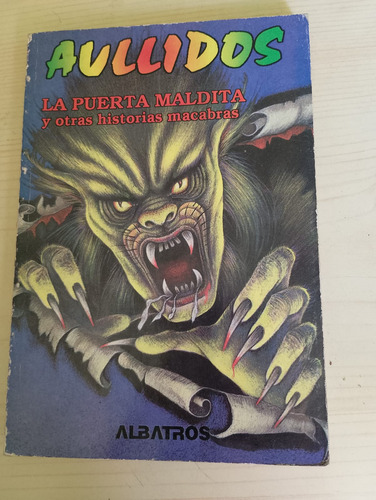 AULLIDOS
LA PUERTA MALDITA
y otras historias macabras
ALBATROS